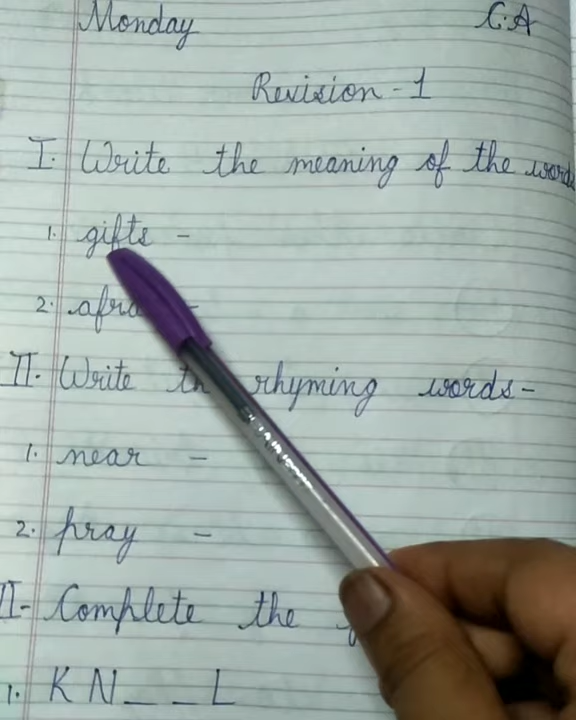 Monday C.A
Revision - 1
I. Write the meaning of the words
1. gifts -
2. -
II. Write rhyming words-
1. near -
2. pray -
II- Complete the
1. K N _ _ L